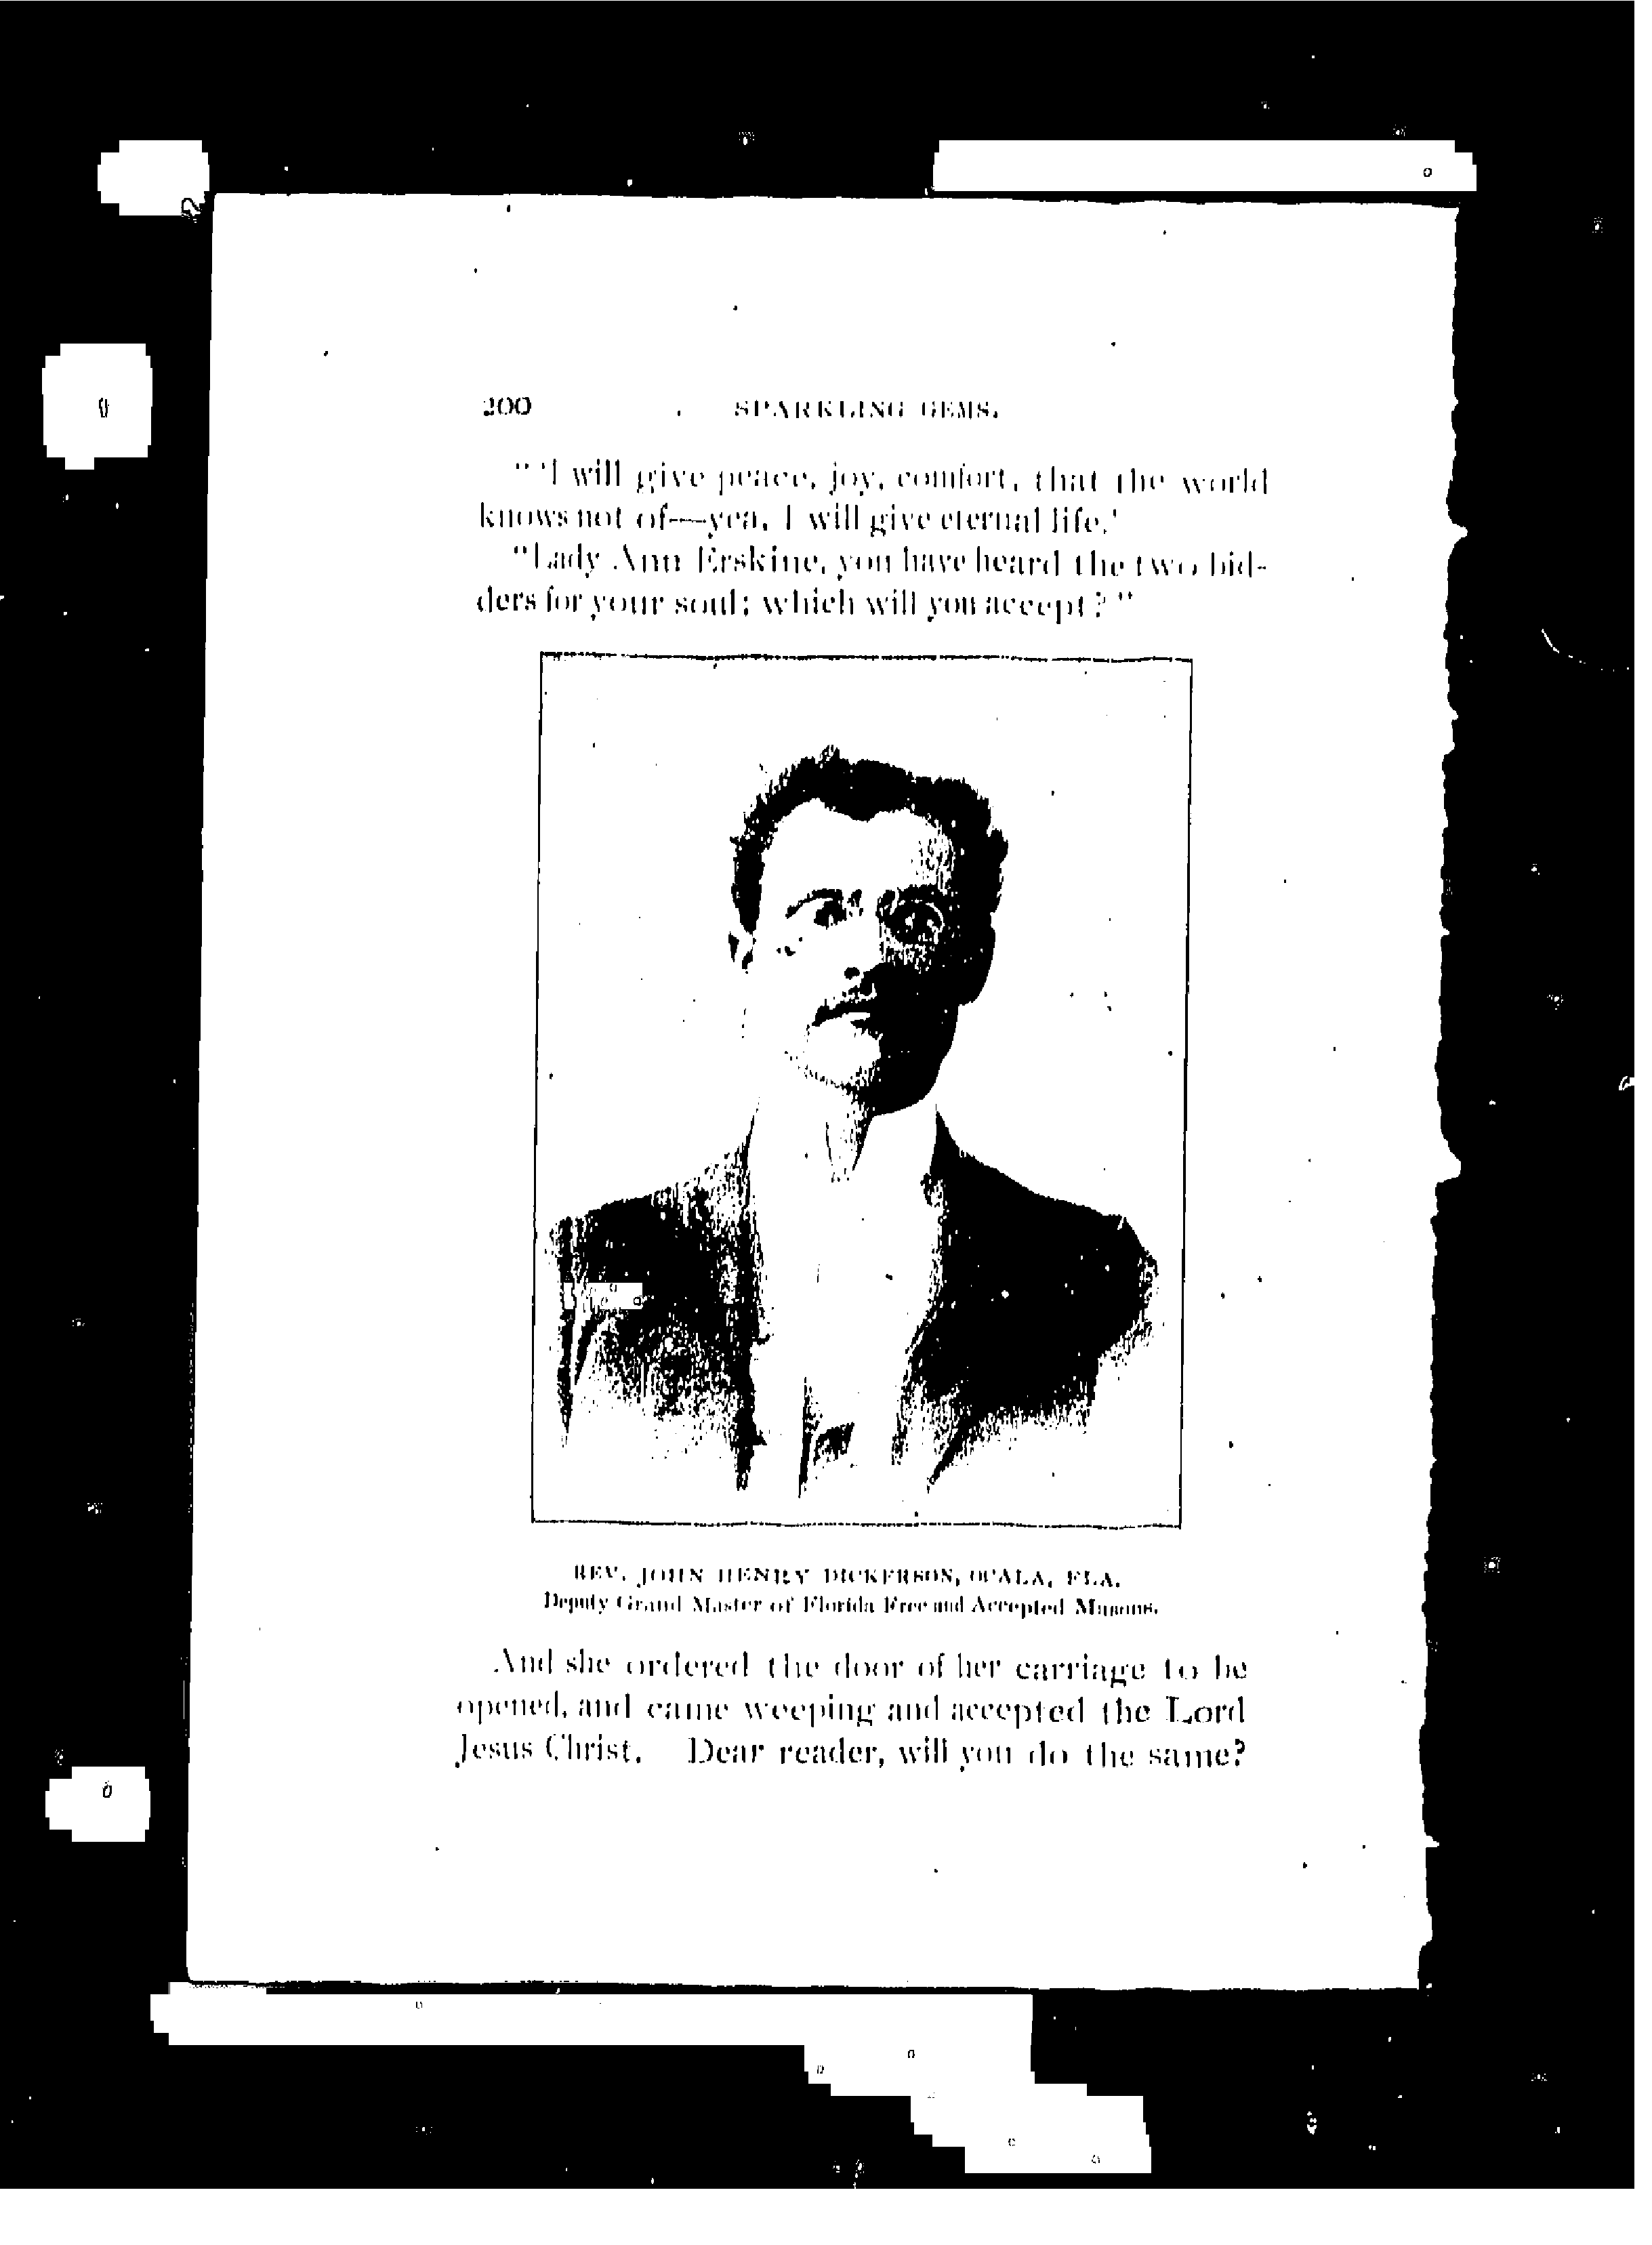 200 SPARKLING GEMS.
"'I will give peace, joy, comfort, that the world
knows not of—yea, I will give eternal life.'
"Lady Ann Erskine, you have heard the two bid-
ders for your soul; which will you accept?"
REV. JOHN HENRY DICKERSON, OCALA, FLA.
Deputy Grand Master of Florida Free and Accepted Masons.
And she ordered the door of her carriage to be
opened, and came weeping and accepted the Lord
Jesus Christ. Dear reader, will you do the same?